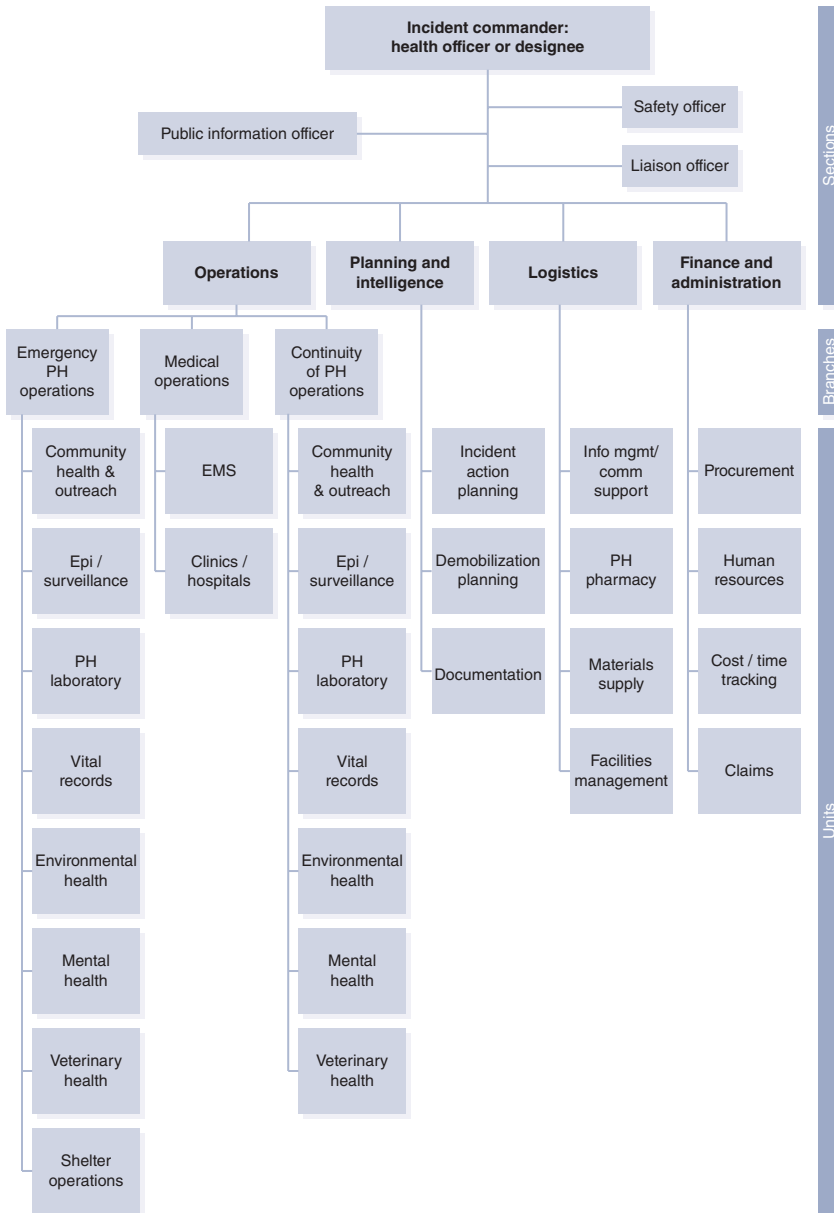 Incident commander:
health officer or designee
Safety officer
Public information officer
Liaison officer
Sections
Operations
Planning and
intelligence
Logistics
Finance and
administration
Branches
Emergency
PH
operations
Medical
operations
Continuity
of PH
operations
Units
Community
health &
outreach
Epi /
surveillance
PH
laboratory
Vital
records
Environmental
health
Mental
health
Veterinary
health
Shelter
operations
EMS
Clinics /
hospitals
Community
health
& outreach
Epi /
surveillance
PH
laboratory
Vital
records
Environmental
health
Mental
health
Veterinary
health
Incident
action
planning
Demobilization
planning
Documentation
Info mgmt/
comm
support
PH
pharmacy
Materials
supply
Facilities
management
Procurement
Human
resources
Cost / time
tracking
Claims